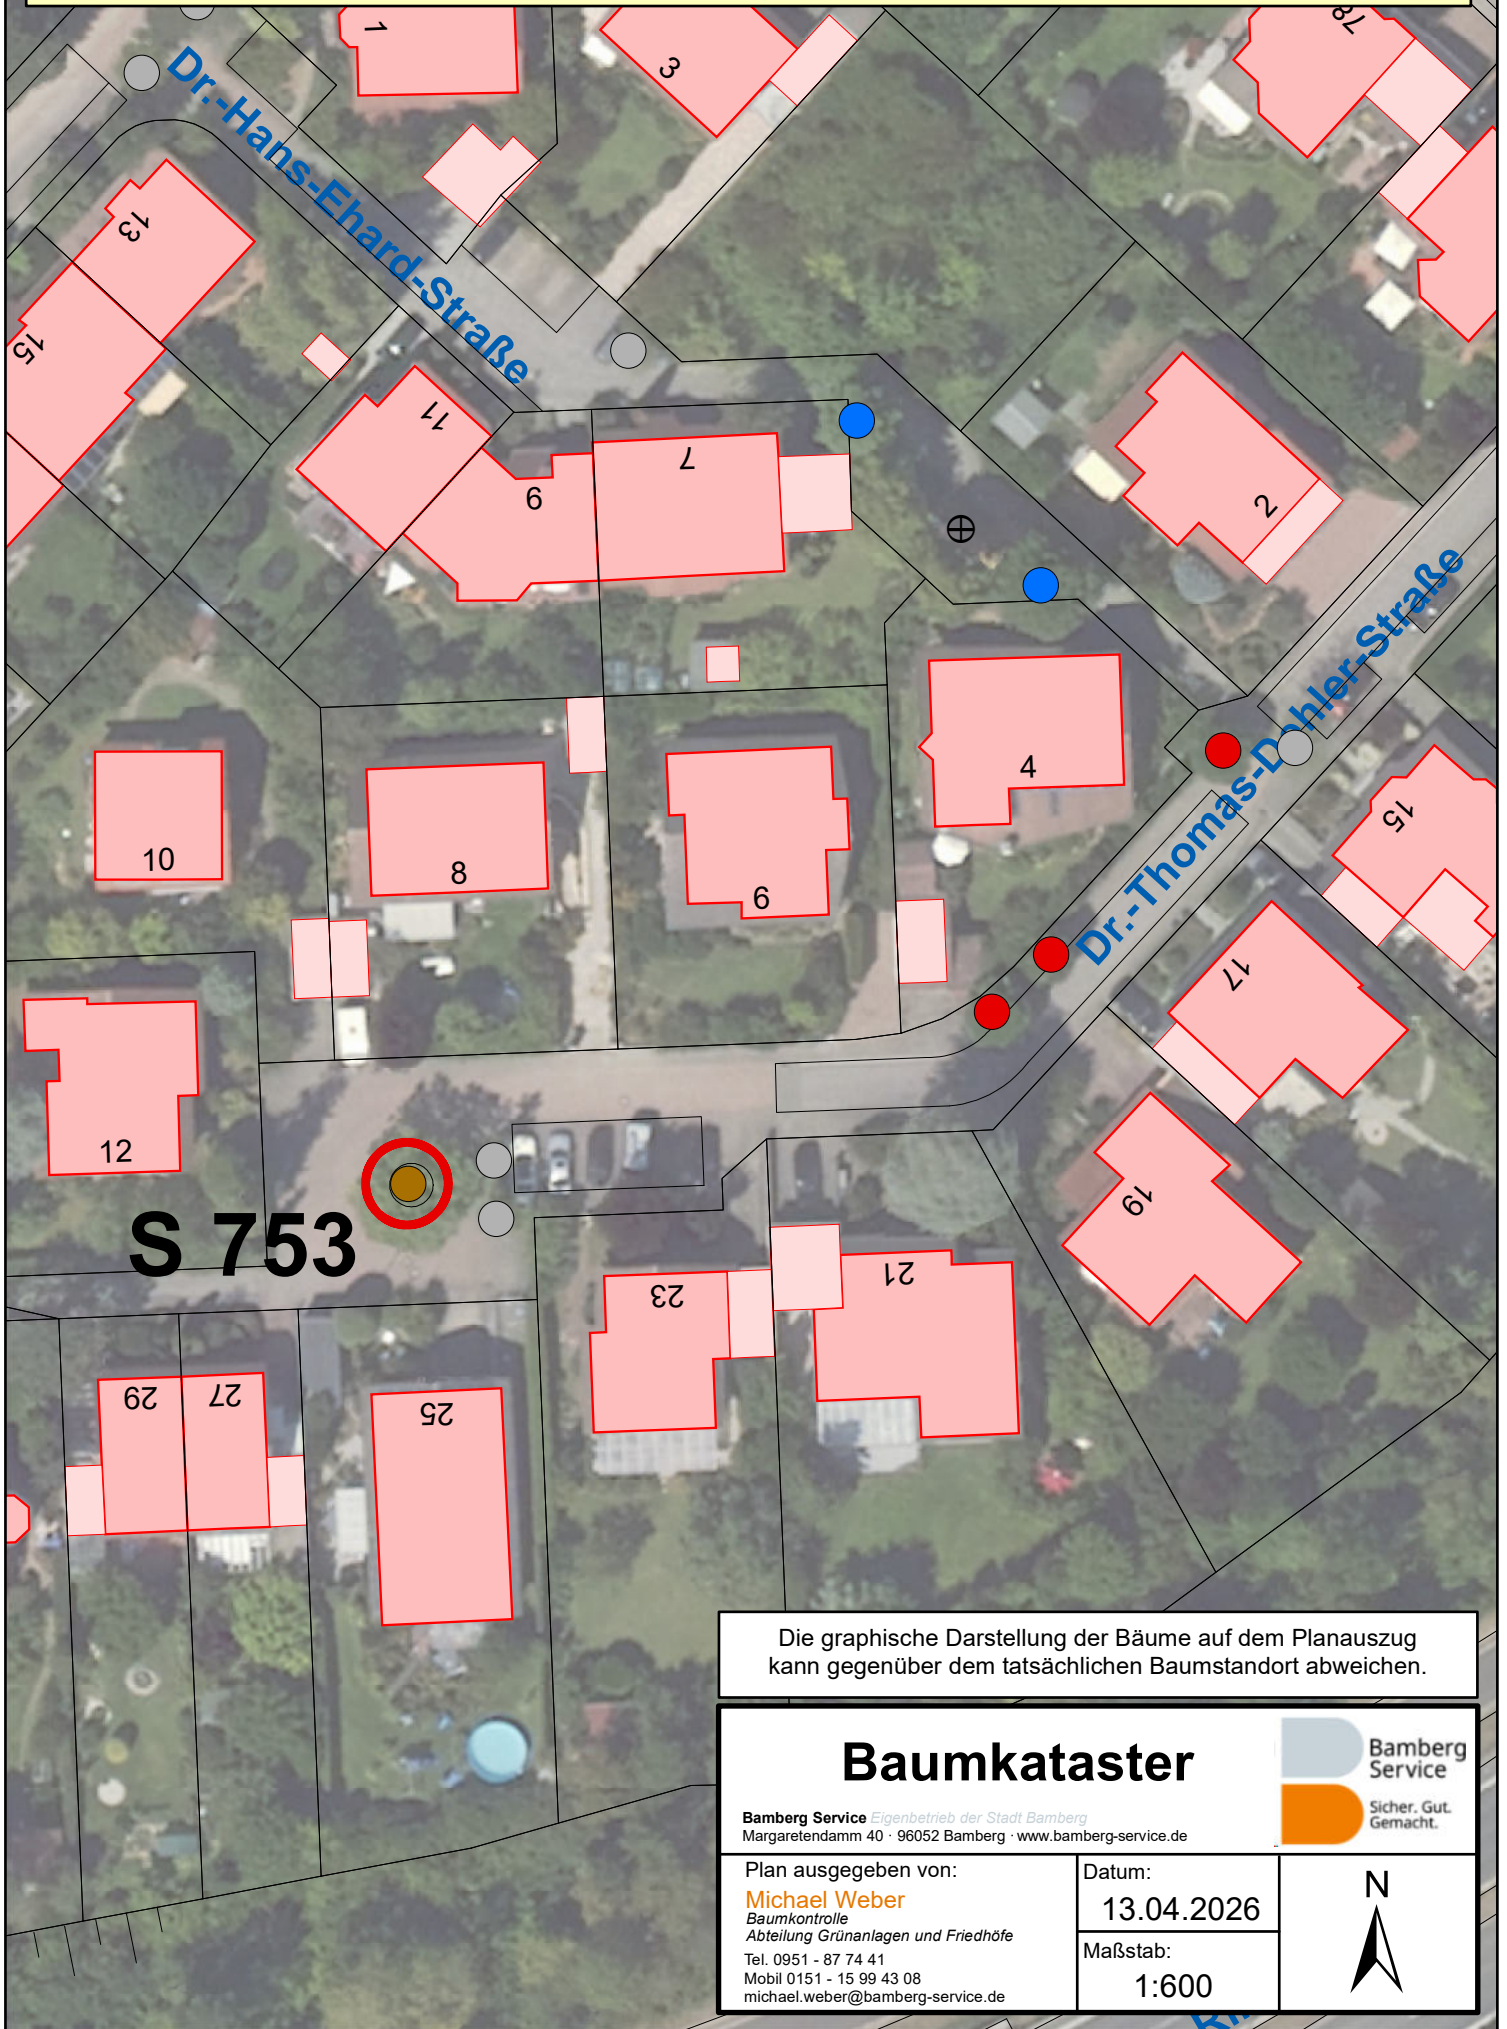 1
3
78
Dr.-Hans-Ehard-Straße
13
15
11
9
7
2
Dr.-Thomas-Dehler-Straße
4
10
8
6
15
17
12
19
S 753
23
21
29
27
25
Die graphische Darstellung der Bäume auf dem Planauszug
kann gegenüber dem tatsächlichen Baumstandort abweichen.
Baumkataster
Bamberg
Service
Sicher. Gut.
Gemacht.
Bamberg Service Eigenbetrieb der Stadt Bamberg
Margaretendamm 40 · 96052 Bamberg · www.bamberg-service.de
Plan ausgegeben von:
Michael Weber
Baumkontrolle
Abteilung Grünanlagen und Friedhöfe
Tel. 0951 - 87 74 41
Mobil 0151 - 15 99 43 08
michael.weber@bamberg-service.de
Datum:
13.04.2026
Maßstab:
1:600
N